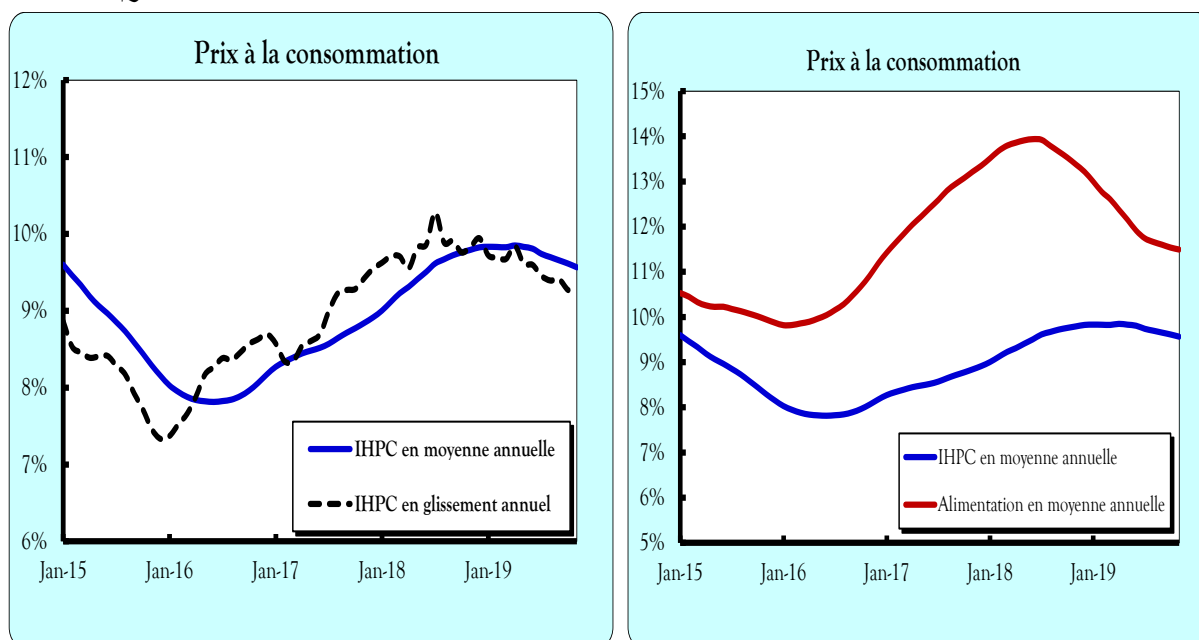 Prix à la consommation
12%
11%
10%
9%
8%
7%
6%
Jan-15 Jan-16 Jan-17 Jan-18 Jan-19
IHPC en moyenne annuelle
IHPC en glissement annuel
Prix à la consommation
15%
14%
13%
12%
11%
10%
9%
8%
7%
6%
5%
Jan-15 Jan-16 Jan-17 Jan-18 Jan-19
IHPC en moyenne annuelle
Alimentation en moyenne annuelle